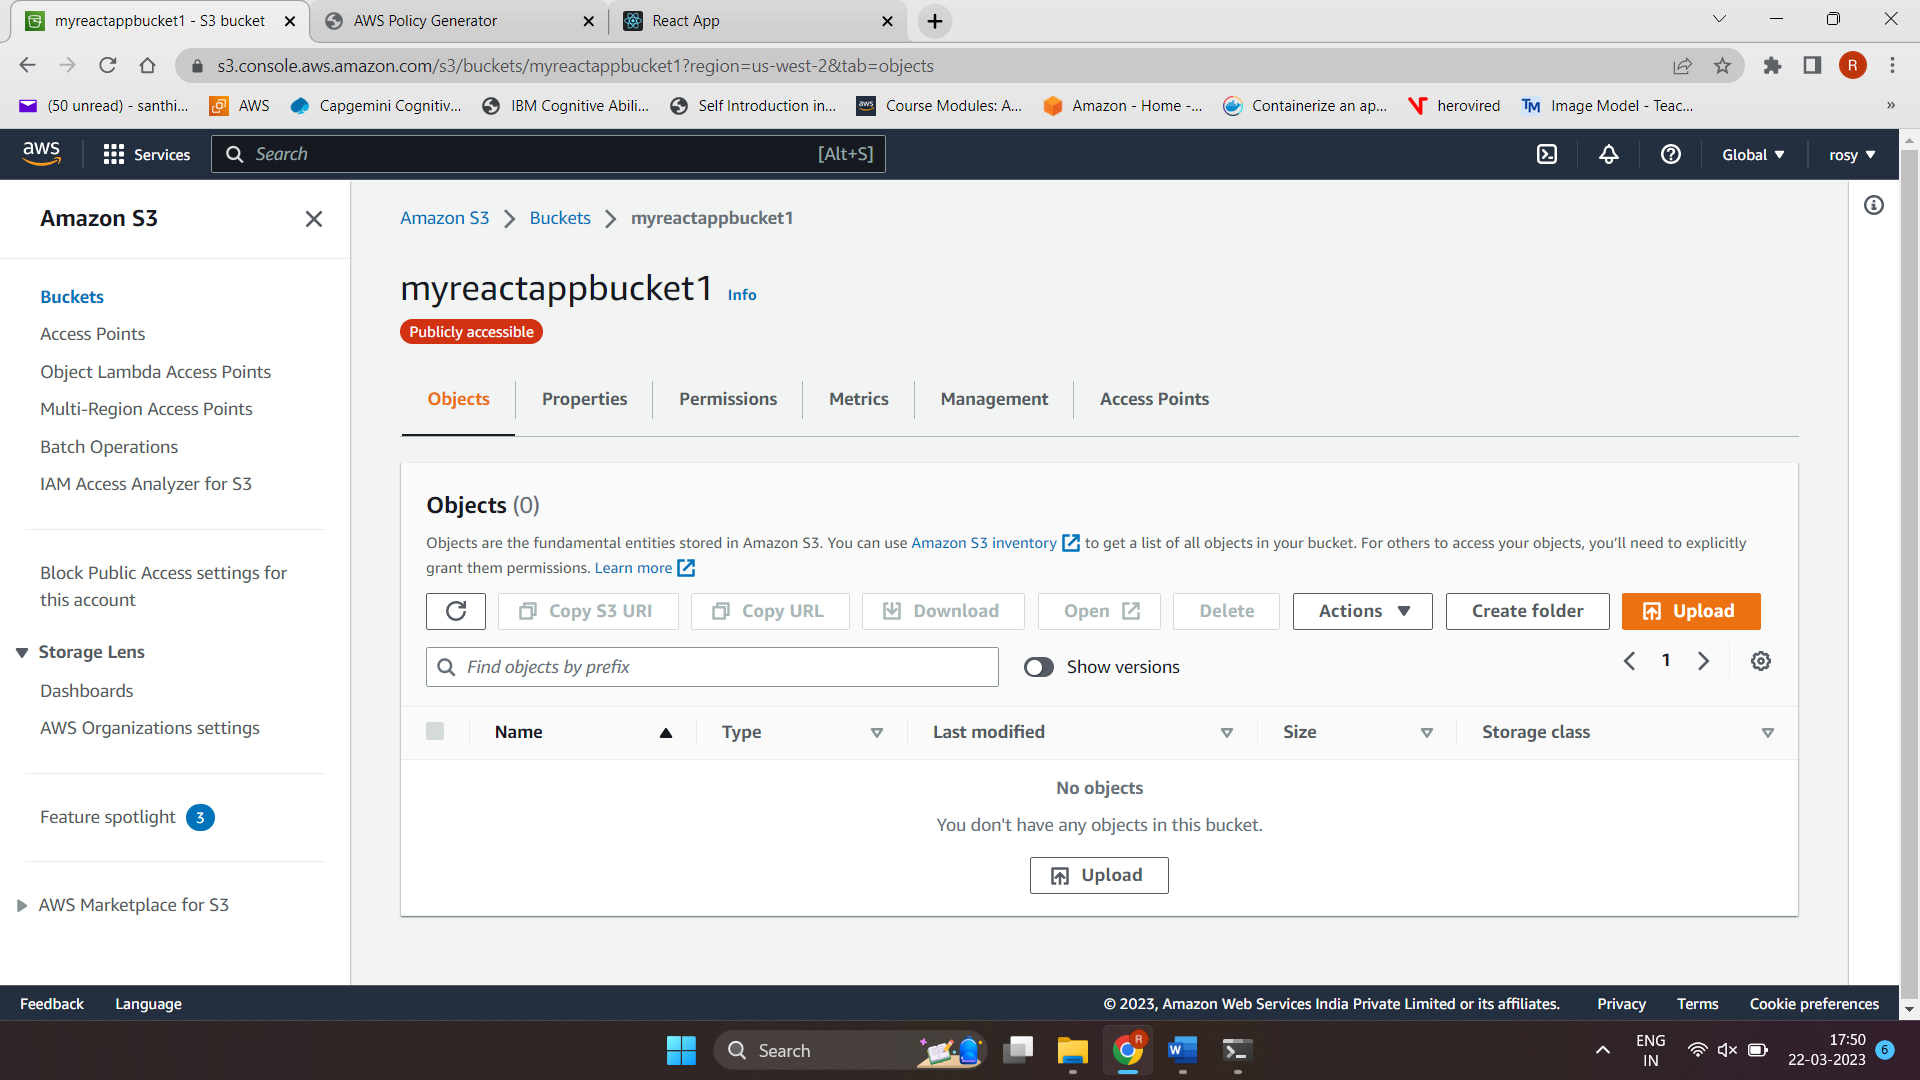 myreactappbucket1 - S3 bucket
AWS Policy Generator
React App
s3.console.aws.amazon.com/s3/buckets/myreactappbucket1?region=us-west-2&tab=objects
R
(50 unread) - santhi...
AWS
Capgemini Cognitiv...
IBM Cognitive Abili...
Self Introduction in...
aws
Course Modules: A...
Amazon - Home -...
Containerize an ap...
herovired
TM
Image Model - Teac...
»
aws
Services
Search
[Alt+S]
Global
rosy
Amazon S3
Buckets
Access Points
Object Lambda Access Points
Multi-Region Access Points
Batch Operations
IAM Access Analyzer for S3
Block Public Access settings for
this account
Storage Lens
Dashboards
AWS Organizations settings
Feature spotlight 3
AWS Marketplace for S3
Amazon S3 > Buckets > myreactappbucket1
myreactappbucket1 Info
Publicly accessible
Objects
Properties
Permissions
Metrics
Management
Access Points
Objects (0)
Objects are the fundamental entities stored in Amazon S3. You can use Amazon S3 inventory to get a list of all objects in your bucket. For others to access your objects, you'll need to explicitly
grant them permissions. Learn more
Copy S3 URI
Copy URL
Download
Open
Delete
Actions
Create folder
Upload
Find objects by prefix
Show versions
1
Name
Type
Last modified
Size
Storage class
No objects
You don't have any objects in this bucket.
Upload
Feedback
Language
© 2023, Amazon Web Services India Private Limited or its affiliates.
Privacy
Terms
Cookie preferences
Search
R
W
ENG
IN
17:50
22-03-2023
6